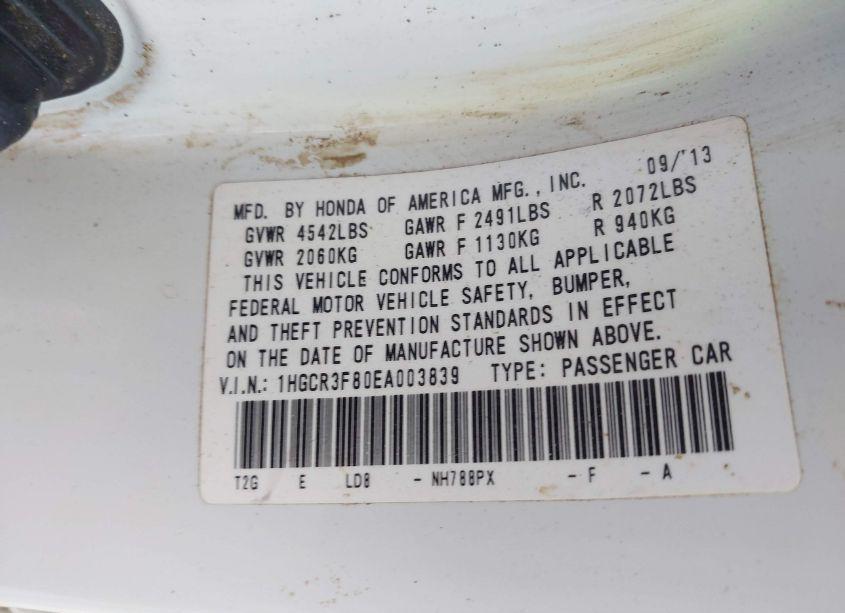 09/'13
MFD. BY HONDA OF AMERICA MFG., INC.
GVWR 4542LBS GAWR F 2491LBS R 2072LBS
GVWR 2060KG GAWR F 1130KG R 940KG
THIS VEHICLE CONFORMS TO ALL APPLICABLE
FEDERAL MOTOR VEHICLE SAFETY, BUMPER,
AND THEFT PREVENTION STANDARDS IN EFFECT
ON THE DATE OF MANUFACTURE SHOWN ABOVE.
V.I.N.: 1HGCR3F80EA003839 TYPE: PASSENGER CAR
T2G E LD8 - NH788PX - F - A